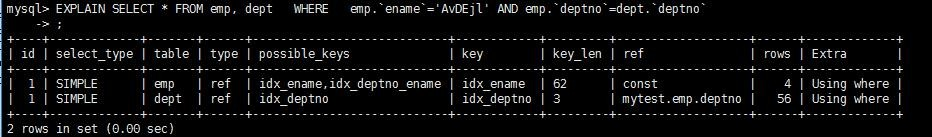 mysql> EXPLAIN SELECT * FROM emp, dept   WHERE   emp.`ename`='AvDEjl' AND emp.`deptno`=dept.`deptno`
    -> ;
+----+-------------+-------+------+------------------------+------------+---------+-------------------+------+-------------+
| id | select_type | table | type | possible_keys          | key        | key_len | ref               | rows | Extra       |
+----+-------------+-------+------+------------------------+------------+---------+-------------------+------+-------------+
|  1 | SIMPLE      | emp   | ref  | idx_ename,idx_deptno_ename | idx_ename  | 62      | const             |    4 | Using where |
|  1 | SIMPLE      | dept  | ref  | idx_deptno             | idx_deptno | 3       | mytest.emp.deptno |   56 | Using where |
+----+-------------+-------+------+------------------------+------------+---------+-------------------+------+-------------+
2 rows in set (0.00 sec)